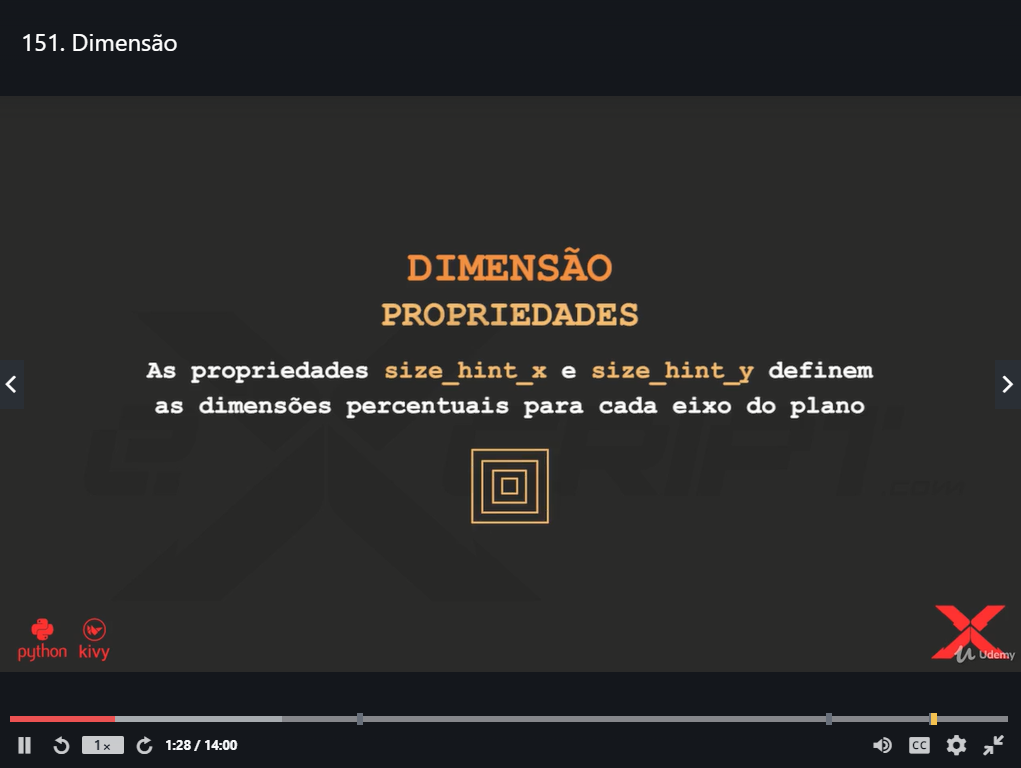 151. Dimensão
DIMENSÃO
PROPRIEDADES
As propriedades size_hint_x e size_hint_y definem
as dimensões percentuais para cada eixo do plano
python kivy
Udemy
1x 1:28 / 14:00 CC